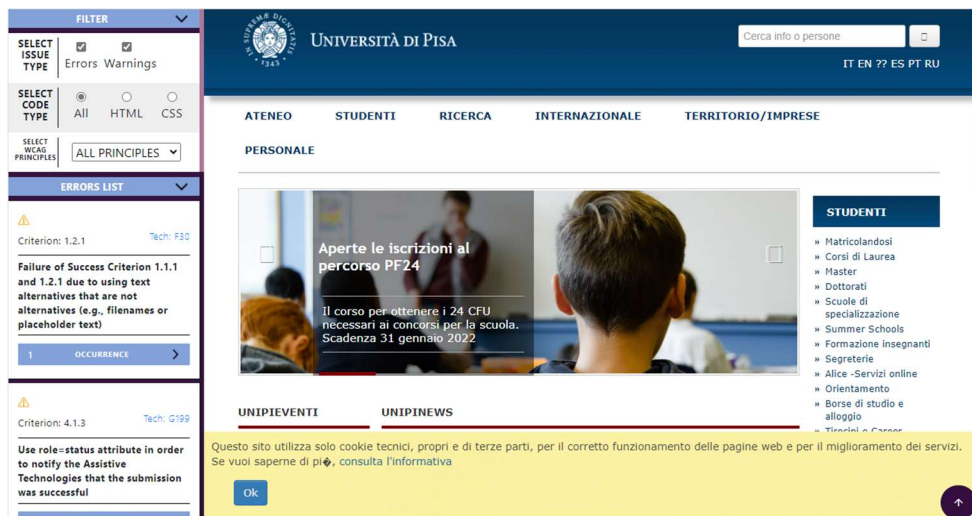 FILTER
SELECT ISSUE TYPE
Errors Warnings
SELECT CODE TYPE
All HTML CSS
SELECT WCAG PRINCIPLES
ALL PRINCIPLES
ERRORS LIST
Criterion: 1.2.1 Tech: F30
Failure of Success Criterion 1.1.1
and 1.2.1 due to using text
alternatives that are not
alternatives (e.g., filenames or
placeholder text)
1 OCCURRENCE
Criterion: 4.1.3 Tech: G199
Use role=status attribute in order
to notify the Assistive
Technologies that the submission
was successful
IN SUPREMÆ DIGNITATIS
1343
UNIVERSITÀ DI PISA
Cerca info o persone
IT EN ?? ES PT RU
ATENEO STUDENTI RICERCA INTERNAZIONALE TERRITORIO/IMPRESE
PERSONALE
Aperte le iscrizioni al
percorso PF24
Il corso per ottenere i 24 CFU
necessari ai concorsi per la scuola.
Scadenza 31 gennaio 2022
STUDENTI
» Matricolandosi
» Corsi di Laurea
» Master
» Dottorati
» Scuole di
specializzazione
» Summer Schools
» Formazione insegnanti
» Segreterie
» Alice -Servizi online
» Orientamento
» Borse di studio e
alloggio
» Tirocini e Career
UNIPIEVENTI UNIPINEWS
Questo sito utilizza solo cookie tecnici, propri e di terze parti, per il corretto funzionamento delle pagine web e per il miglioramento dei servizi.
Se vuoi saperne di pi�, consulta l'informativa
Ok